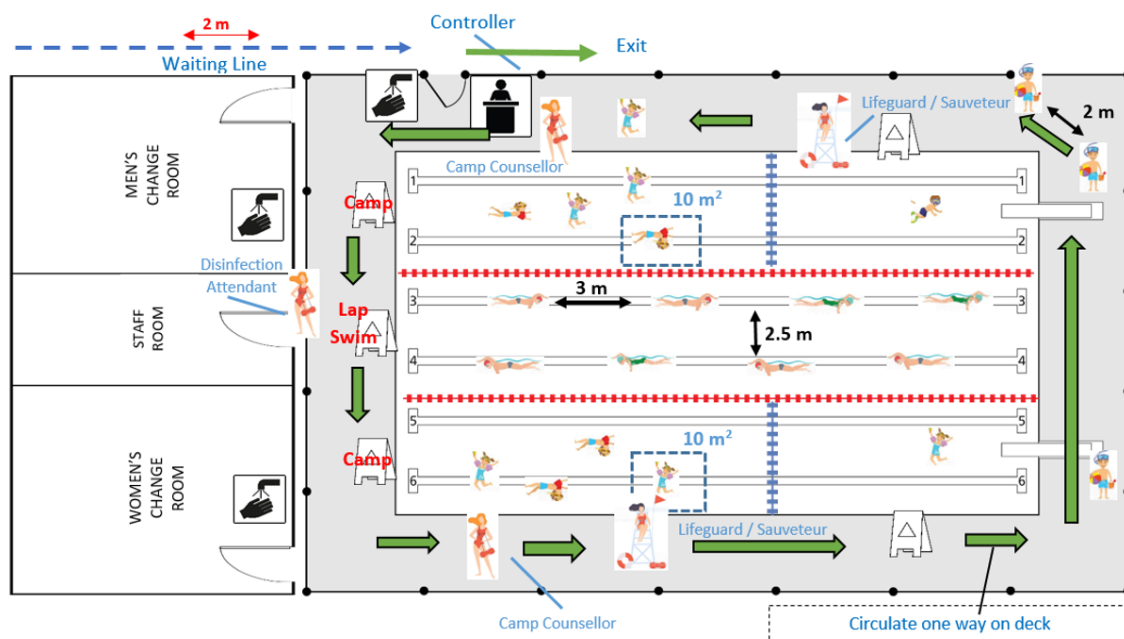 Controller
2 m
Exit
Waiting Line
Lifeguard / Sauveteur
2 m
MEN'S
CHANGE
ROOM
Camp Counsellor
1
1
Camp
10 m²
2
2
Disinfection
Attendant
3 m
3
3
STAFF
ROOM
Lap
Swim
2.5 m
4
4
5
5
10 m²
Camp
6
6
WOMEN'S
CHANGE
ROOM
Lifeguard / Sauveteur
Camp Counsellor
Circulate one way on deck